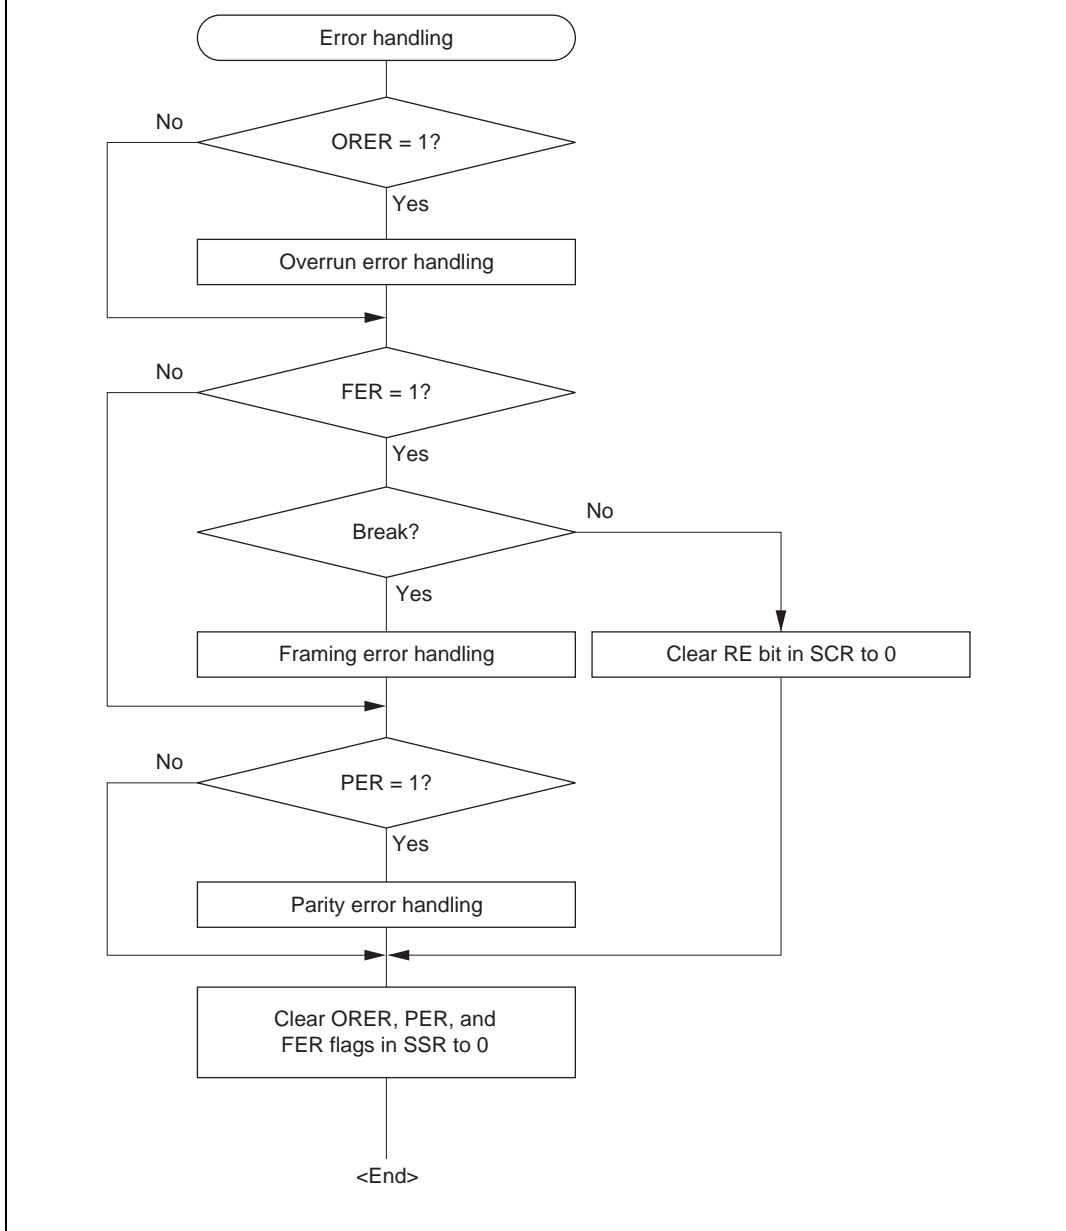 Error handling
No
ORER = 1?
Yes
Overrun error handling
No
FER = 1?
Yes
No
Break?
Yes
Framing error handling
Clear RE bit in SCR to 0
No
PER = 1?
Yes
Parity error handling
Clear ORER, PER, and
FER flags in SSR to 0
<End>